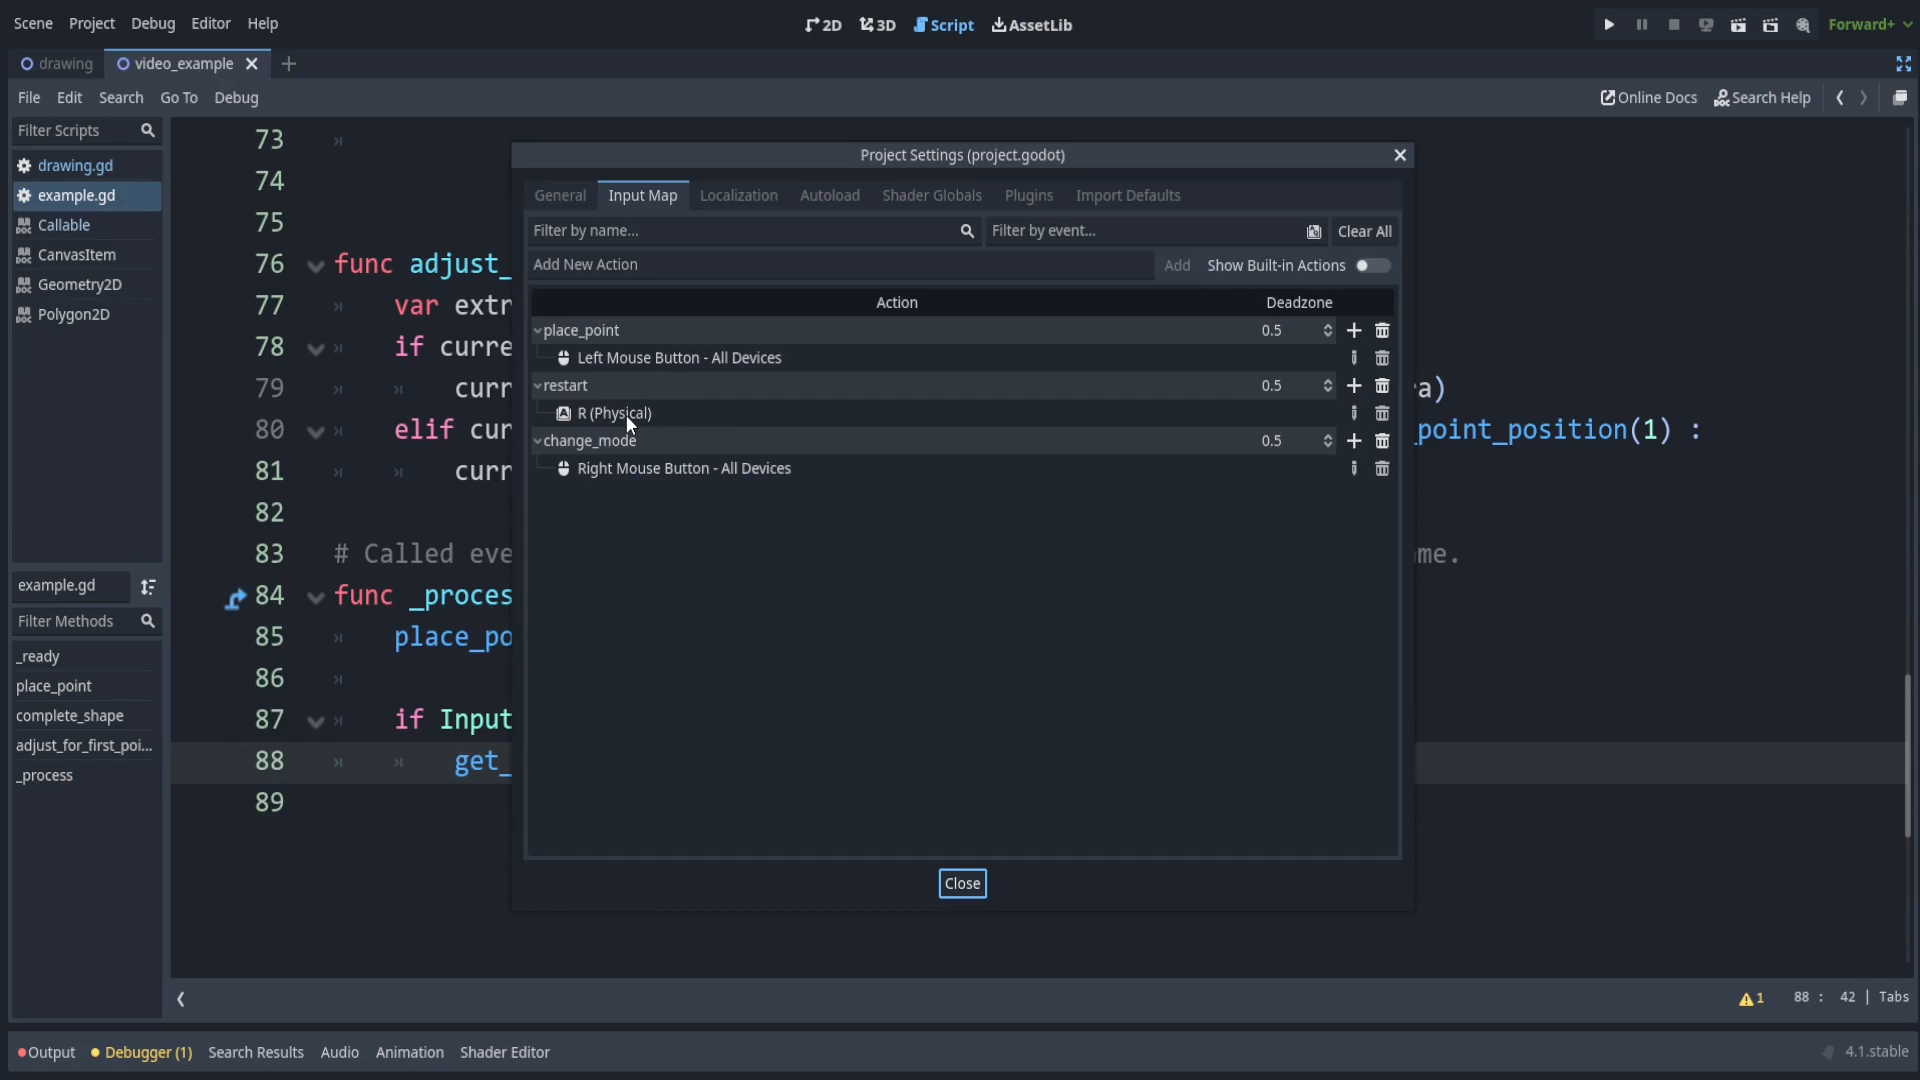 Scene Project Debug Editor Help
2D 3D Script AssetLib
Forward+
drawing video_example
File Edit Search Go To Debug
Online Docs Search Help
Filter Scripts
drawing.gd
example.gd
Callable
CanvasItem
Geometry2D
Polygon2D
example.gd
Filter Methods
_ready
place_point
complete_shape
adjust_for_first_poi...
_process
73
74
75
76 func adjust_
77 var extr
78 if curre
79 curr a)
80 elif cur point_position(1) :
81 curr
82
83 # Called eve me.
84 func _proces
85 place_po
86
87 if Input
88 get_
89
Project Settings (project.godot)
General Input Map Localization Autoload Shader Globals Plugins Import Defaults
Filter by name... Filter by event... Clear All
Add New Action Add Show Built-in Actions
Action Deadzone
place_point 0.5
Left Mouse Button - All Devices
restart 0.5
R (Physical)
change_mode 0.5
Right Mouse Button - All Devices
Close
1 88 : 42 | Tabs
Output Debugger (1) Search Results Audio Animation Shader Editor
4.1.stable